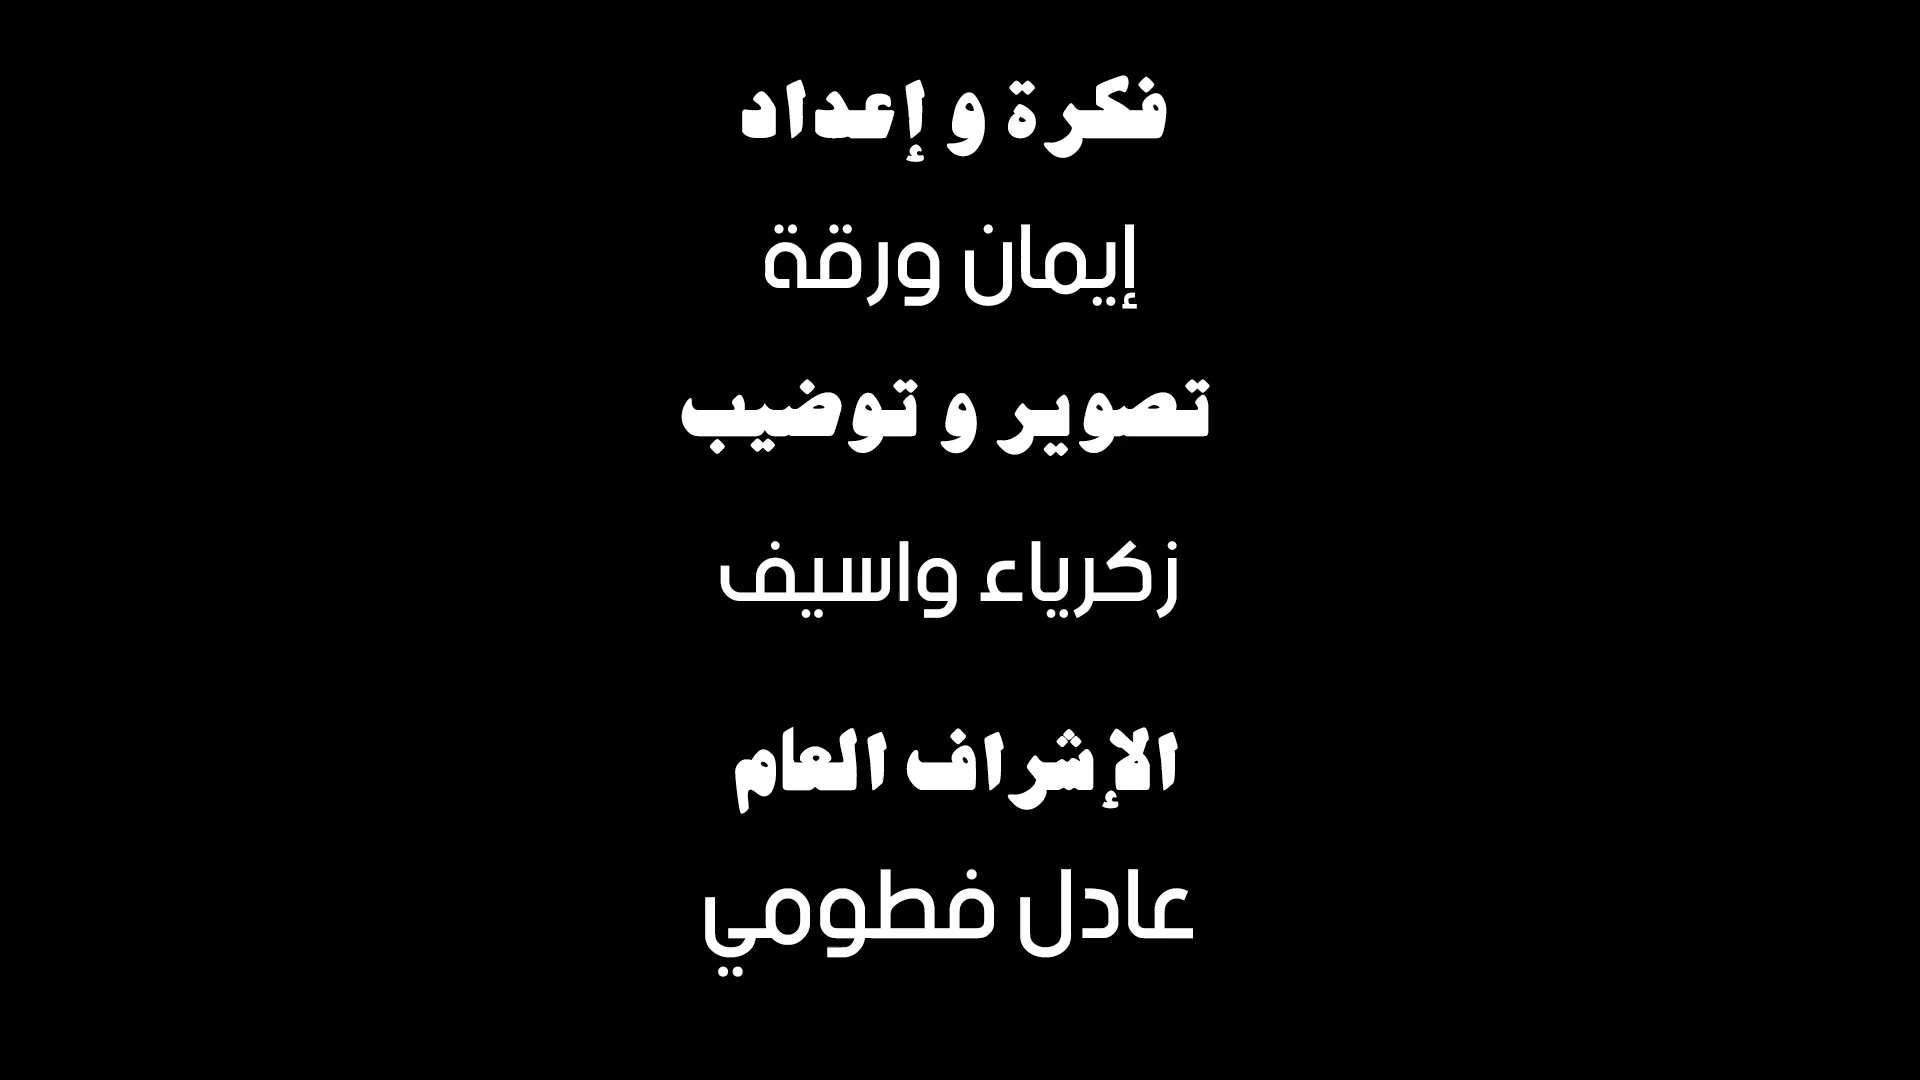 فكرة و إعداد
إيمان ورقة
تصوير و توضيب
زكرياء واسيف
الإشراف العام
عادل فطومي